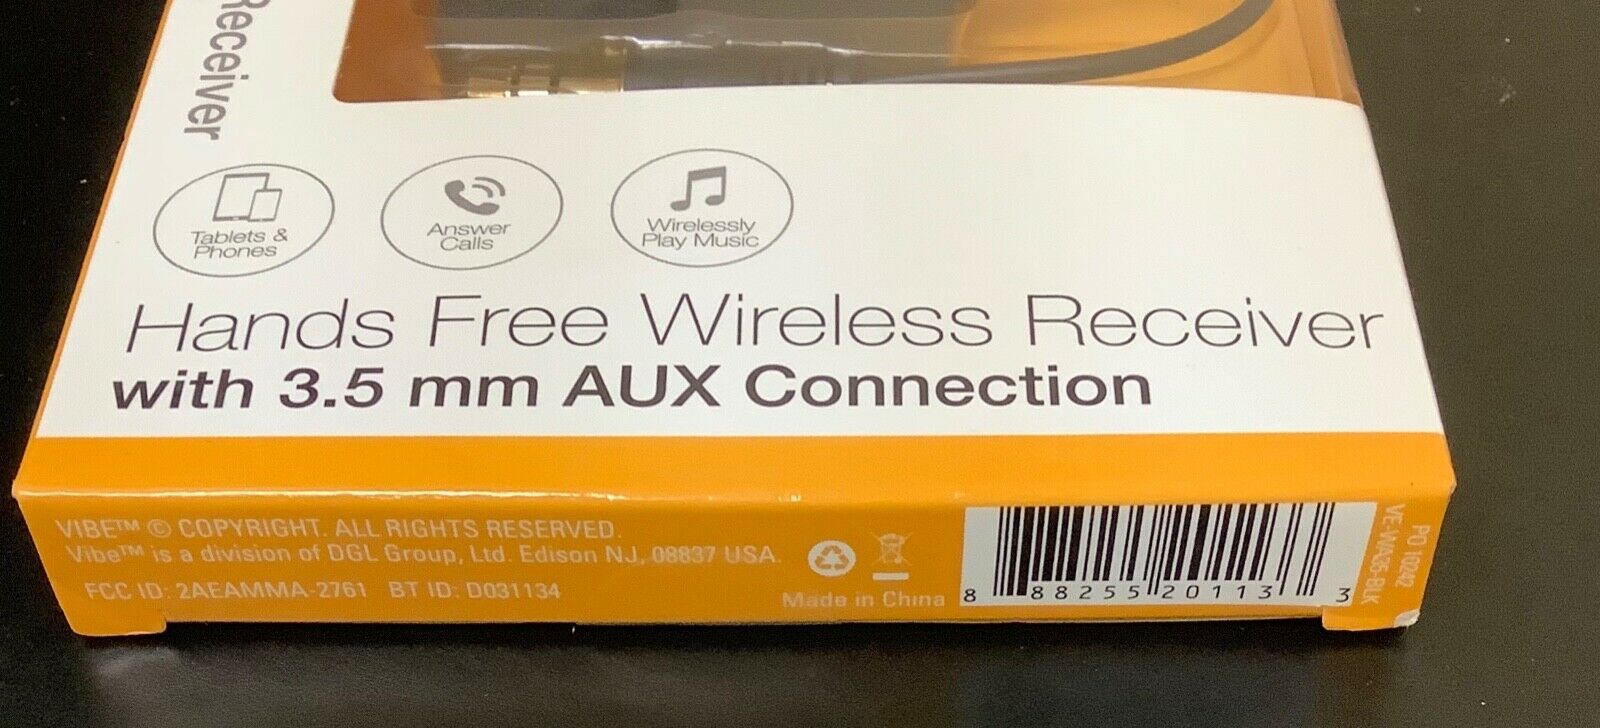 Receiver
Tablets &
Phones
Answer
Calls
Wirelessly
Play Music
Hands Free Wireless Receiver
with 3.5 mm AUX Connection
VIBE™ © COPYRIGHT. ALL RIGHTS RESERVED.
Vibe™ is a division of DGL Group, Ltd. Edison NJ, 08837 USA.
FCC ID: 2AEAMMA-2761 BT ID: D031134
Made in China
8 88255 20113 3
PO 10242
VE-WA35-BLK